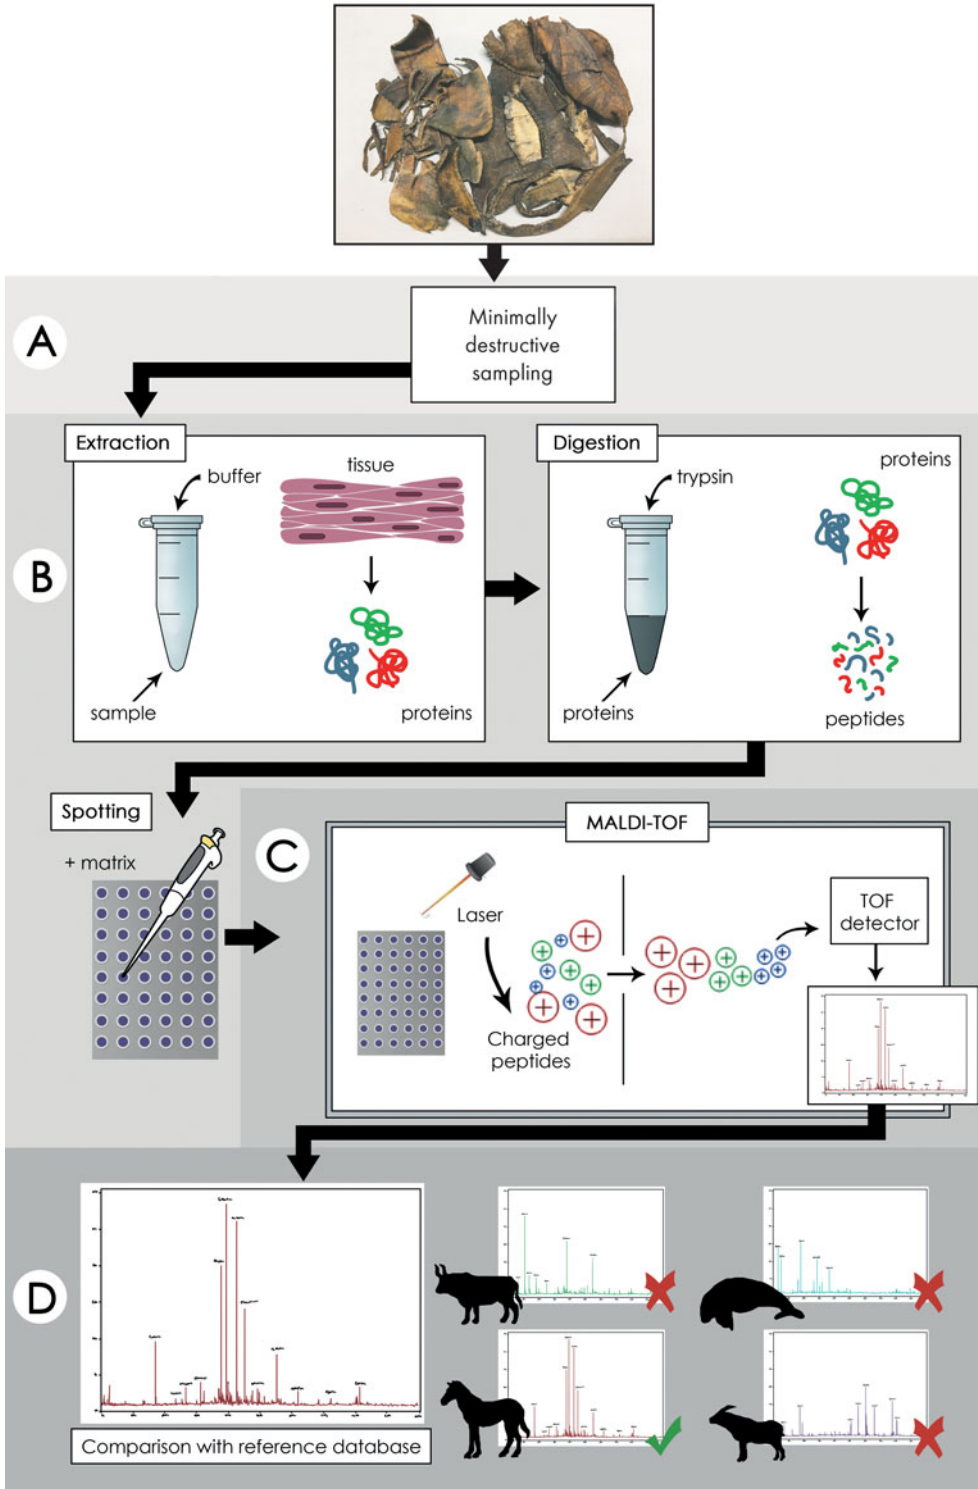 A
Minimally
destructive
sampling
B
Extraction
buffer
tissue
sample
proteins
Digestion
trypsin
proteins
proteins
peptides
Spotting
+ matrix
C
MALDI-TOF
Laser
Charged
peptides
TOF
detector
D
Comparison with reference database